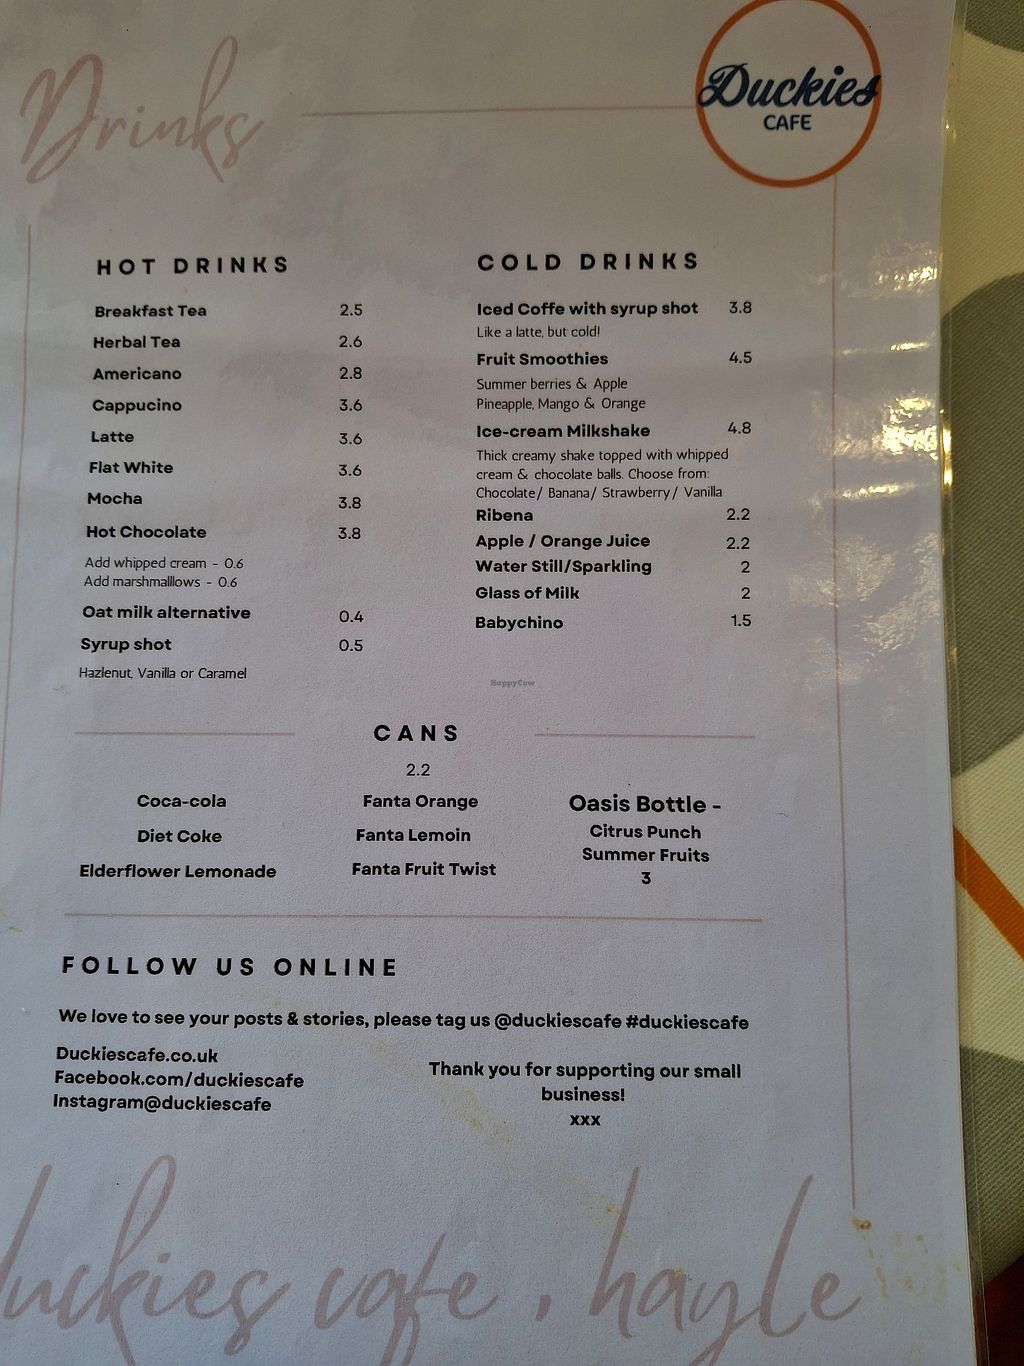 Drinks
Duckies
CAFE
HOT DRINKS
Breakfast Tea 2.5
Herbal Tea 2.6
Americano 2.8
Cappucino 3.6
Latte 3.6
Flat White 3.6
Mocha 3.8
Hot Chocolate 3.8
Add whipped cream - 0.6
Add marshmalllows - 0.6
Oat milk alternative 0.4
Syrup shot 0.5
Hazlenut, Vanilla or Caramel
COLD DRINKS
Iced Coffe with syrup shot 3.8
Like a latte, but cold!
Fruit Smoothies 4.5
Summer berries & Apple
Pineapple, Mango & Orange
Ice-cream Milkshake 4.8
Thick creamy shake topped with whipped
cream & chocolate balls. Choose from:
Chocolate/ Banana/ Strawberry/ Vanilla
Ribena 2.2
Apple / Orange Juice 2.2
Water Still/Sparkling 2
Glass of Milk 2
Babychino 1.5
HappyCow
CANS
2.2
Coca-cola
Diet Coke
Elderflower Lemonade
Fanta Orange
Fanta Lemoin
Fanta Fruit Twist
Oasis Bottle -
Citrus Punch
Summer Fruits
3
FOLLOW US ONLINE
We love to see your posts & stories, please tag us @duckiescafe #duckiescafe
Duckiescafe.co.uk
Facebook.com/duckiescafe
Instagram@duckiescafe
Thank you for supporting our small
business!
xxx
duckies cafe, hayle